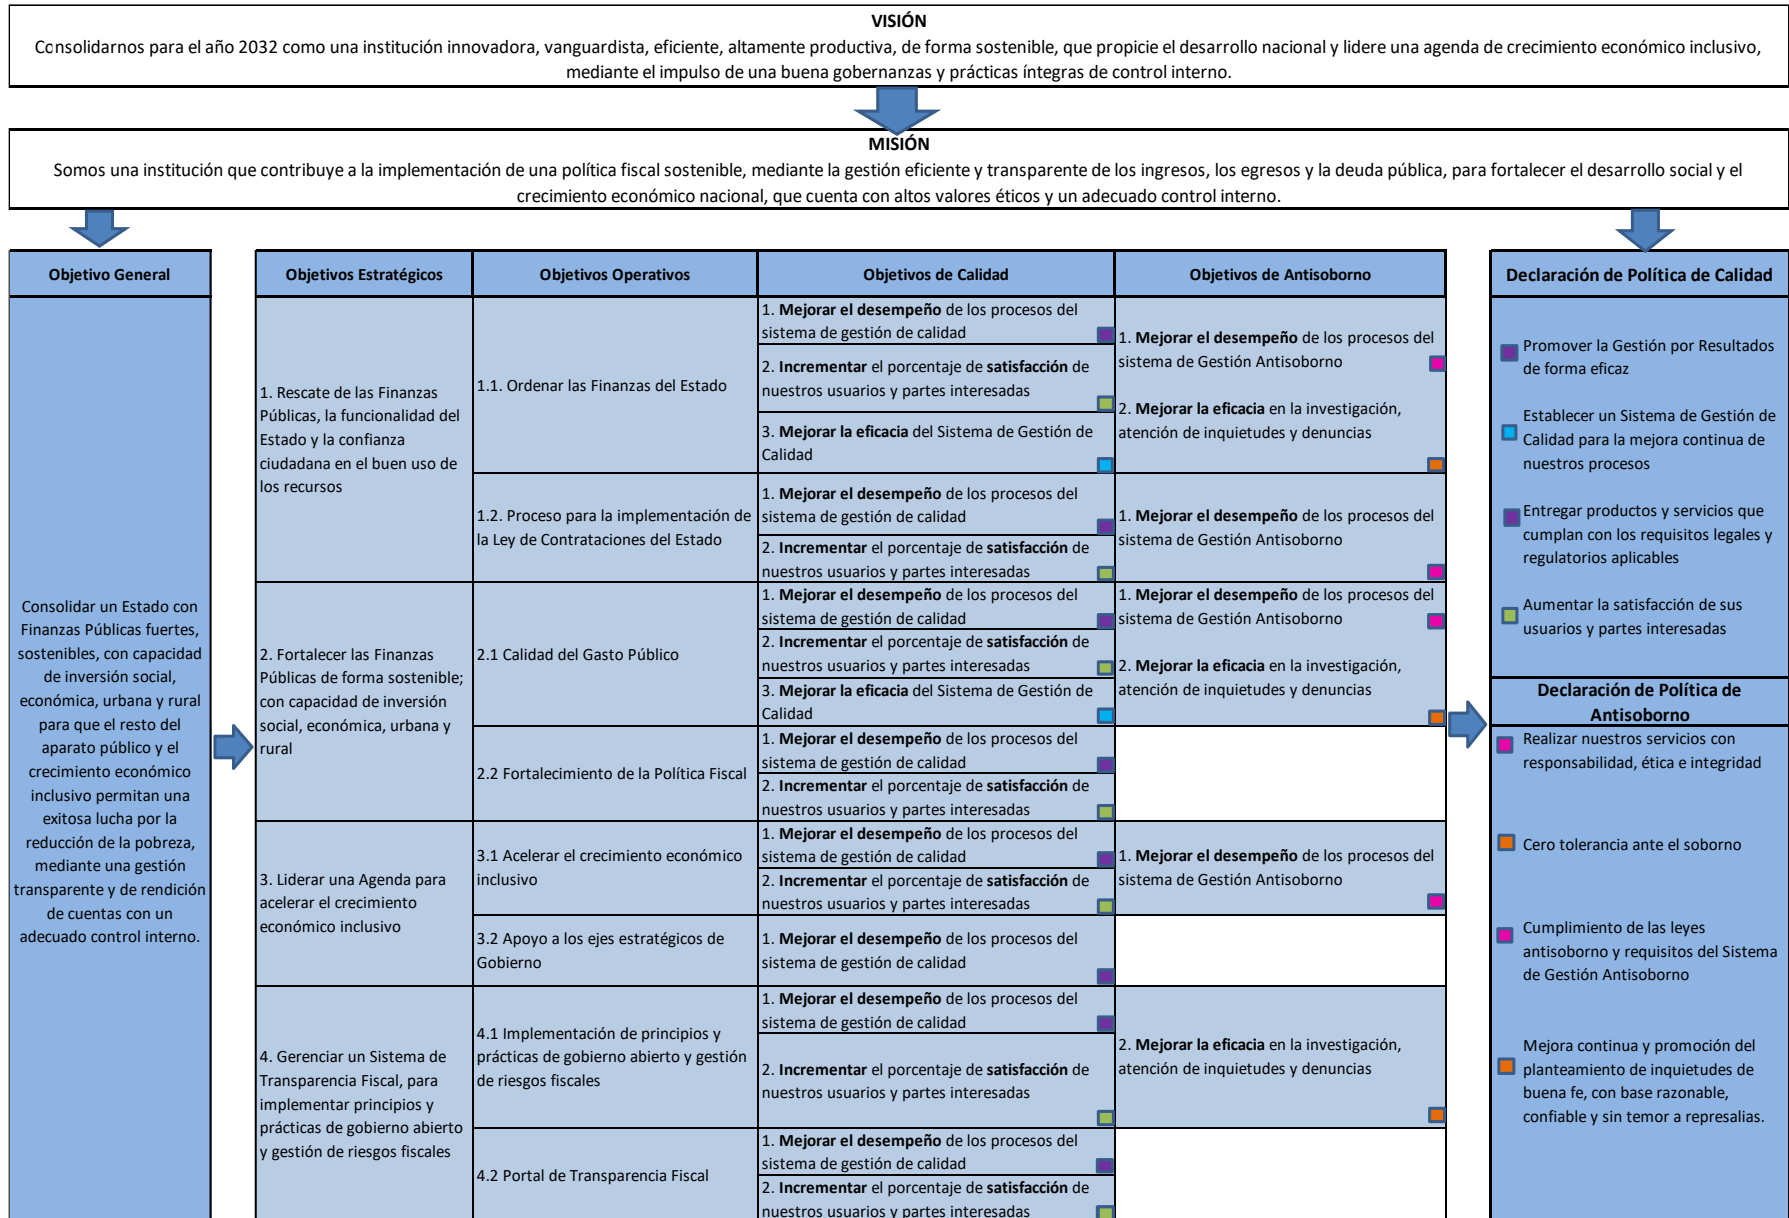 VISIÓN
Consolidarnos para el año 2032 como una institución innovadora, vanguardista, eficiente, altamente productiva, de forma sostenible, que propicie el desarrollo nacional y lidere una agenda de crecimiento económico inclusivo,
mediante el impulso de una buena gobernanzas y prácticas íntegras de control interno.
MISIÓN
Somos una institución que contribuye a la implementación de una política fiscal sostenible, mediante la gestión eficiente y transparente de los ingresos, los egresos y la deuda pública, para fortalecer el desarrollo social y el
crecimiento económico nacional, que cuenta con altos valores éticos y un adecuado control interno.
Objetivo General
Consolidar un Estado con
Finanzas Públicas fuertes,
sostenibles, con capacidad
de inversión social,
económica, urbana y rural
para que el resto del
aparato público y el
crecimiento económico
inclusivo permitan una
exitosa lucha por la
reducción de la pobreza,
mediante una gestión
transparente y de rendición
de cuentas con un
adecuado control interno.
Objetivos Estratégicos
Objetivos Operativos
Objetivos de Calidad
Objetivos de Antisoborno
1. Rescate de las Finanzas
Públicas, la funcionalidad del
Estado y la confianza
ciudadana en el buen uso de
los recursos
1.1. Ordenar las Finanzas del Estado
1. Mejorar el desempeño de los procesos del
sistema de gestión de calidad
2. Incrementar el porcentaje de satisfacción de
nuestros usuarios y partes interesadas
3. Mejorar la eficacia del Sistema de Gestión de
Calidad
1. Mejorar el desempeño de los procesos del
sistema de Gestión Antisoborno
2. Mejorar la eficacia en la investigación,
atención de inquietudes y denuncias
1.2. Proceso para la implementación de
la Ley de Contrataciones del Estado
1. Mejorar el desempeño de los procesos del
sistema de gestión de calidad
2. Incrementar el porcentaje de satisfacción de
nuestros usuarios y partes interesadas
1. Mejorar el desempeño de los procesos del
sistema de Gestión Antisoborno
2. Fortalecer las Finanzas
Públicas de forma sostenible;
con capacidad de inversión
social, económica, urbana y
rural
2.1 Calidad del Gasto Público
1. Mejorar el desempeño de los procesos del
sistema de gestión de calidad
2. Incrementar el porcentaje de satisfacción de
nuestros usuarios y partes interesadas
3. Mejorar la eficacia del Sistema de Gestión de
Calidad
1. Mejorar el desempeño de los procesos del
sistema de Gestión Antisoborno
2. Mejorar la eficacia en la investigación,
atención de inquietudes y denuncias
2.2 Fortalecimiento de la Política Fiscal
1. Mejorar el desempeño de los procesos del
sistema de gestión de calidad
2. Incrementar el porcentaje de satisfacción de
nuestros usuarios y partes interesadas
3. Liderar una Agenda para
acelerar el crecimiento
económico inclusivo
3.1 Acelerar el crecimiento económico
inclusivo
1. Mejorar el desempeño de los procesos del
sistema de gestión de calidad
2. Incrementar el porcentaje de satisfacción de
nuestros usuarios y partes interesadas
1. Mejorar el desempeño de los procesos del
sistema de Gestión Antisoborno
3.2 Apoyo a los ejes estratégicos de
Gobierno
1. Mejorar el desempeño de los procesos del
sistema de gestión de calidad
4. Gerenciar un Sistema de
Transparencia Fiscal, para
implementar principios y
prácticas de gobierno abierto
y gestión de riesgos fiscales
4.1 Implementación de principios y
prácticas de gobierno abierto y gestión
de riesgos fiscales
1. Mejorar el desempeño de los procesos del
sistema de gestión de calidad
2. Incrementar el porcentaje de satisfacción de
nuestros usuarios y partes interesadas
2. Mejorar la eficacia en la investigación,
atención de inquietudes y denuncias
4.2 Portal de Transparencia Fiscal
1. Mejorar el desempeño de los procesos del
sistema de gestión de calidad
2. Incrementar el porcentaje de satisfacción de
nuestros usuarios y partes interesadas
Declaración de Política de Calidad
Promover la Gestión por Resultados
de forma eficaz
Establecer un Sistema de Gestión de
Calidad para la mejora continua de
nuestros procesos
Entregar productos y servicios que
cumplan con los requisitos legales y
regulatorios aplicables
Aumentar la satisfacción de sus
usuarios y partes interesadas
Declaración de Política de
Antisoborno
Realizar nuestros servicios con
responsabilidad, ética e integridad
Cero tolerancia ante el soborno
Cumplimiento de las leyes
antisoborno y requisitos del Sistema
de Gestión Antisoborno
Mejora continua y promoción del
planteamiento de inquietudes de
buena fe, con base razonable,
confiable y sin temor a represalias.